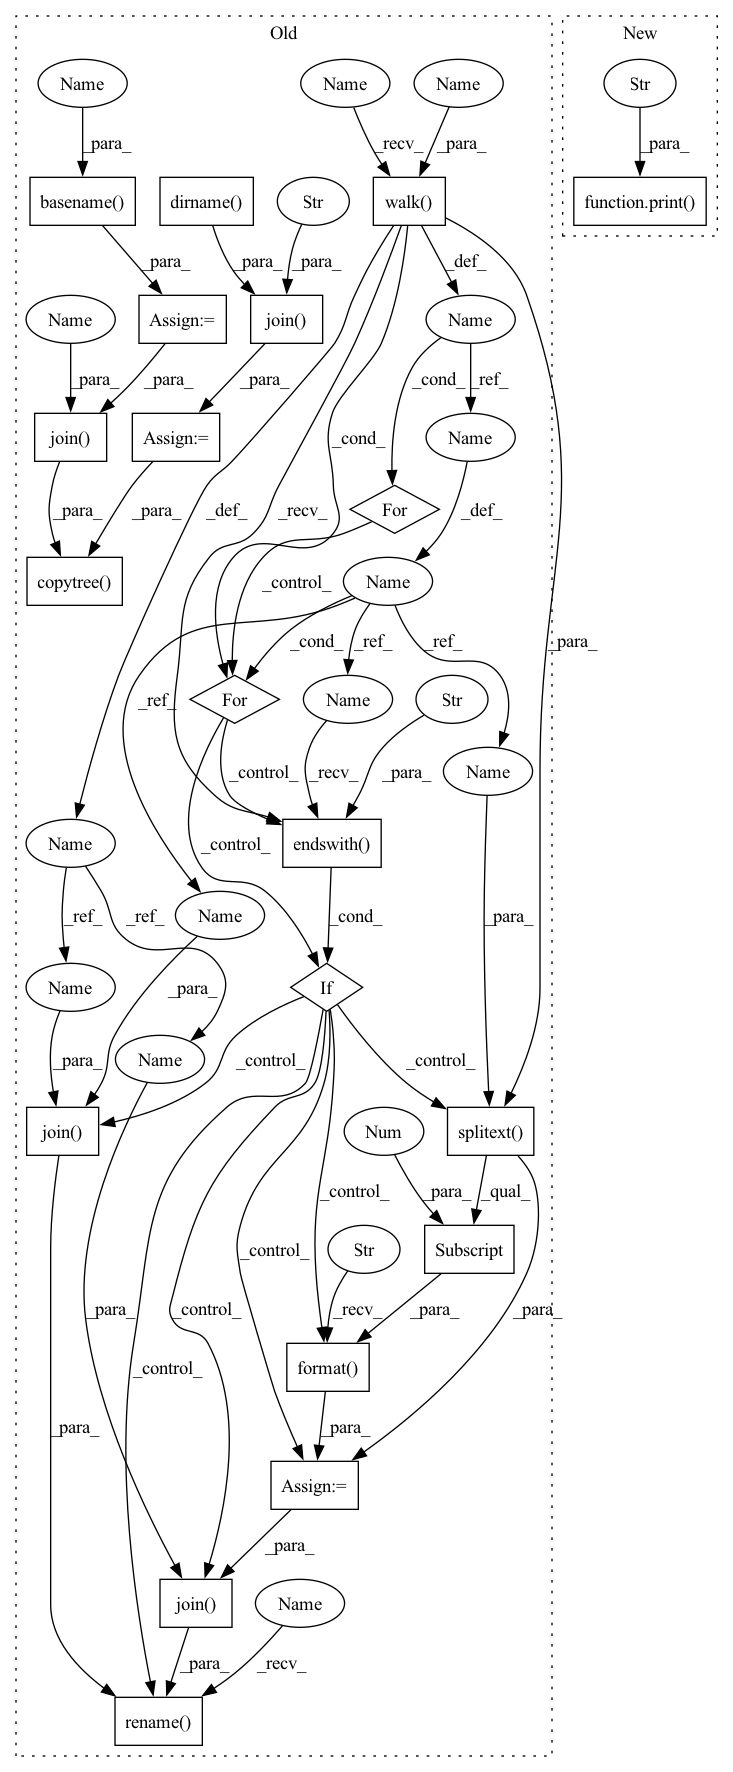 Old New
Name Name Name Str
_para_ _recv_ _para_ _para_
basename() dirname() Str walk() function.print()
_para_ _para_ _para_ _def_
Name Assign:= join() Name
_para_ _para_ _para_ _cond_ _ref_
join() Assign:= _cond_ Name
_para_ _para_ _def_ _recv_ For _def_
copytree() _control_ Name
_ref_ _cond_ _ref_ _ref_ _para_
For Name Str Name
_control_ _recv_ _para_
Name _control_ endswith()
_ref_ _ref_ Name _cond_ _para_
Name _para_ If
_para_ Name _control_ _control_
join() Num splitext()
_control_ _para_ _qual_
_control_ Str Subscript
_para_ _control_ _recv_ _para_ _para_
_control_ format()
_para_ _para_
Assign:=
_para_
join() Name
_para_ _recv_
rename()